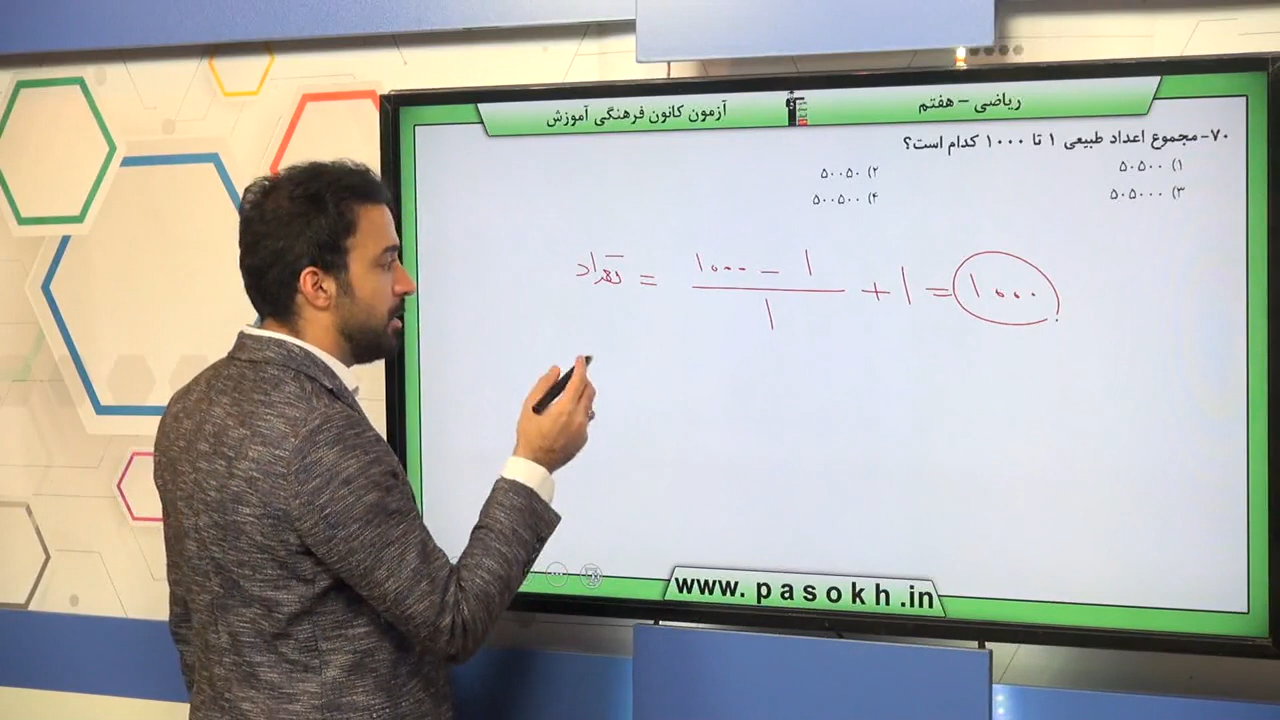 ریاضی - هفتم
آزمون کانون فرهنگی آموزش
۷۰- مجموع اعداد طبیعی ۱ تا ۱۰۰۰ کدام است؟
۱) ۵۰۵۰۰
۲) ۵۰۰۵۰
۳) ۵۰۵۰۰۰
۴) ۵۰۰۵۰۰
تعداد = (۱۰۰۰ - ۱) / ۱ + ۱ = ۱۰۰۰
www.pasokh.in